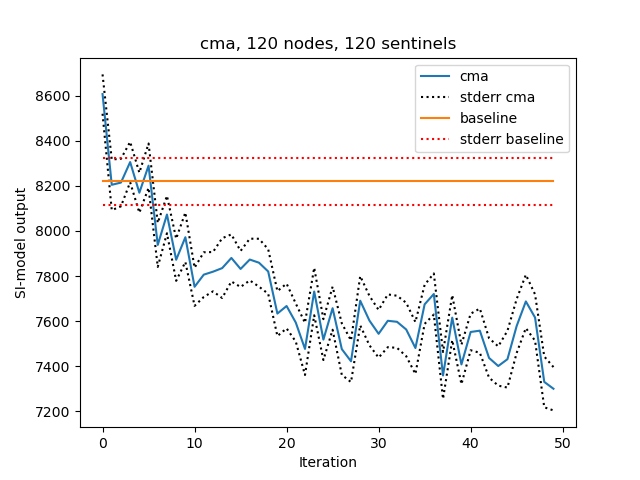 cma, 120 nodes, 120 sentinels
cma
stderr cma
baseline
stderr baseline
SI-model output
8600
8400
8200
8000
7800
7600
7400
7200
0 10 20 30 40 50
Iteration